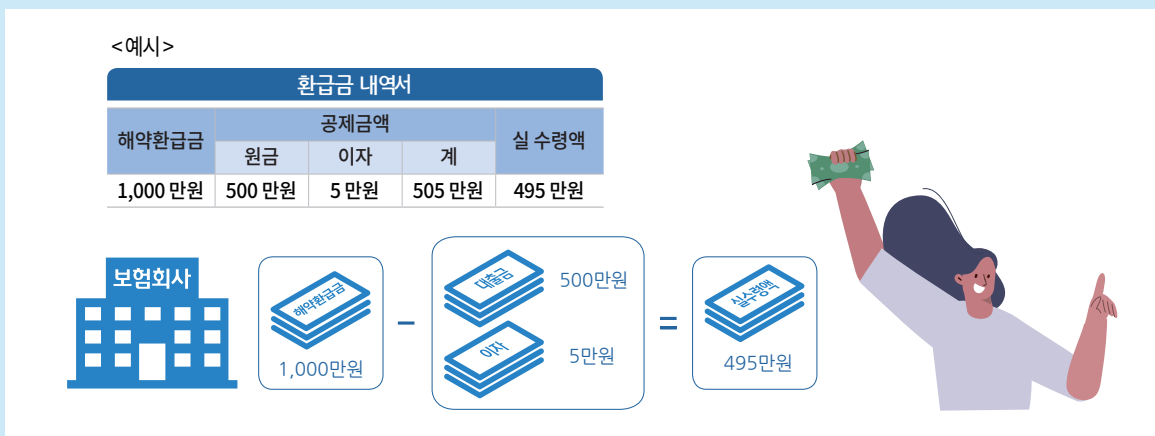 <예시>
환급금 내역서
해약환급금 공제금액 실 수령액
원금 이자 계
1,000 만원 500 만원 5 만원 505 만원 495 만원
보험회사
해약환급금
1,000만원
–
대출금
500만원
이자
5만원
=
실수령액
495만원